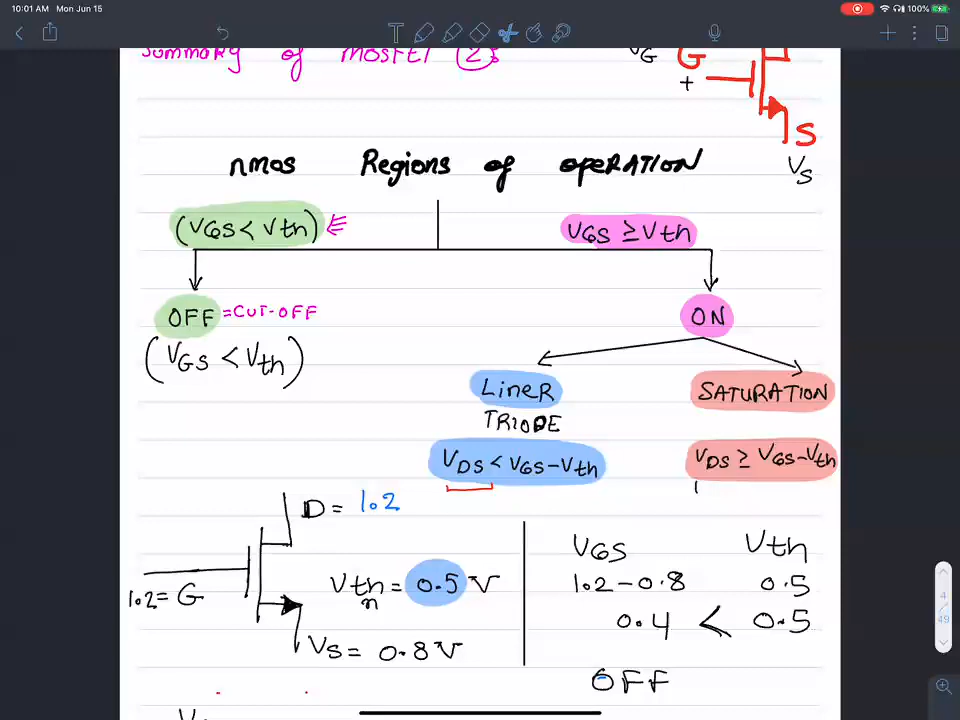 10:01 AM Mon Jun 15
100%
Summary of MOSFET (2):
VG G
+
S
VS
nmos Regions of operATION
(VGS < Vth)
VGS ≥ Vth
OFF = CUT-OFF
ON
(VGS < Vth)
LineR
SATURATION
TRIODE
VDS < VGS-Vth
VDS ≥ VGS-Vth
D = 1.2
VGS Vth
Vthn = 0.5 V
1.2-0.8 0.5
1.2 = G
0.4 < 0.5
VS = 0.8V
OFF
4
49